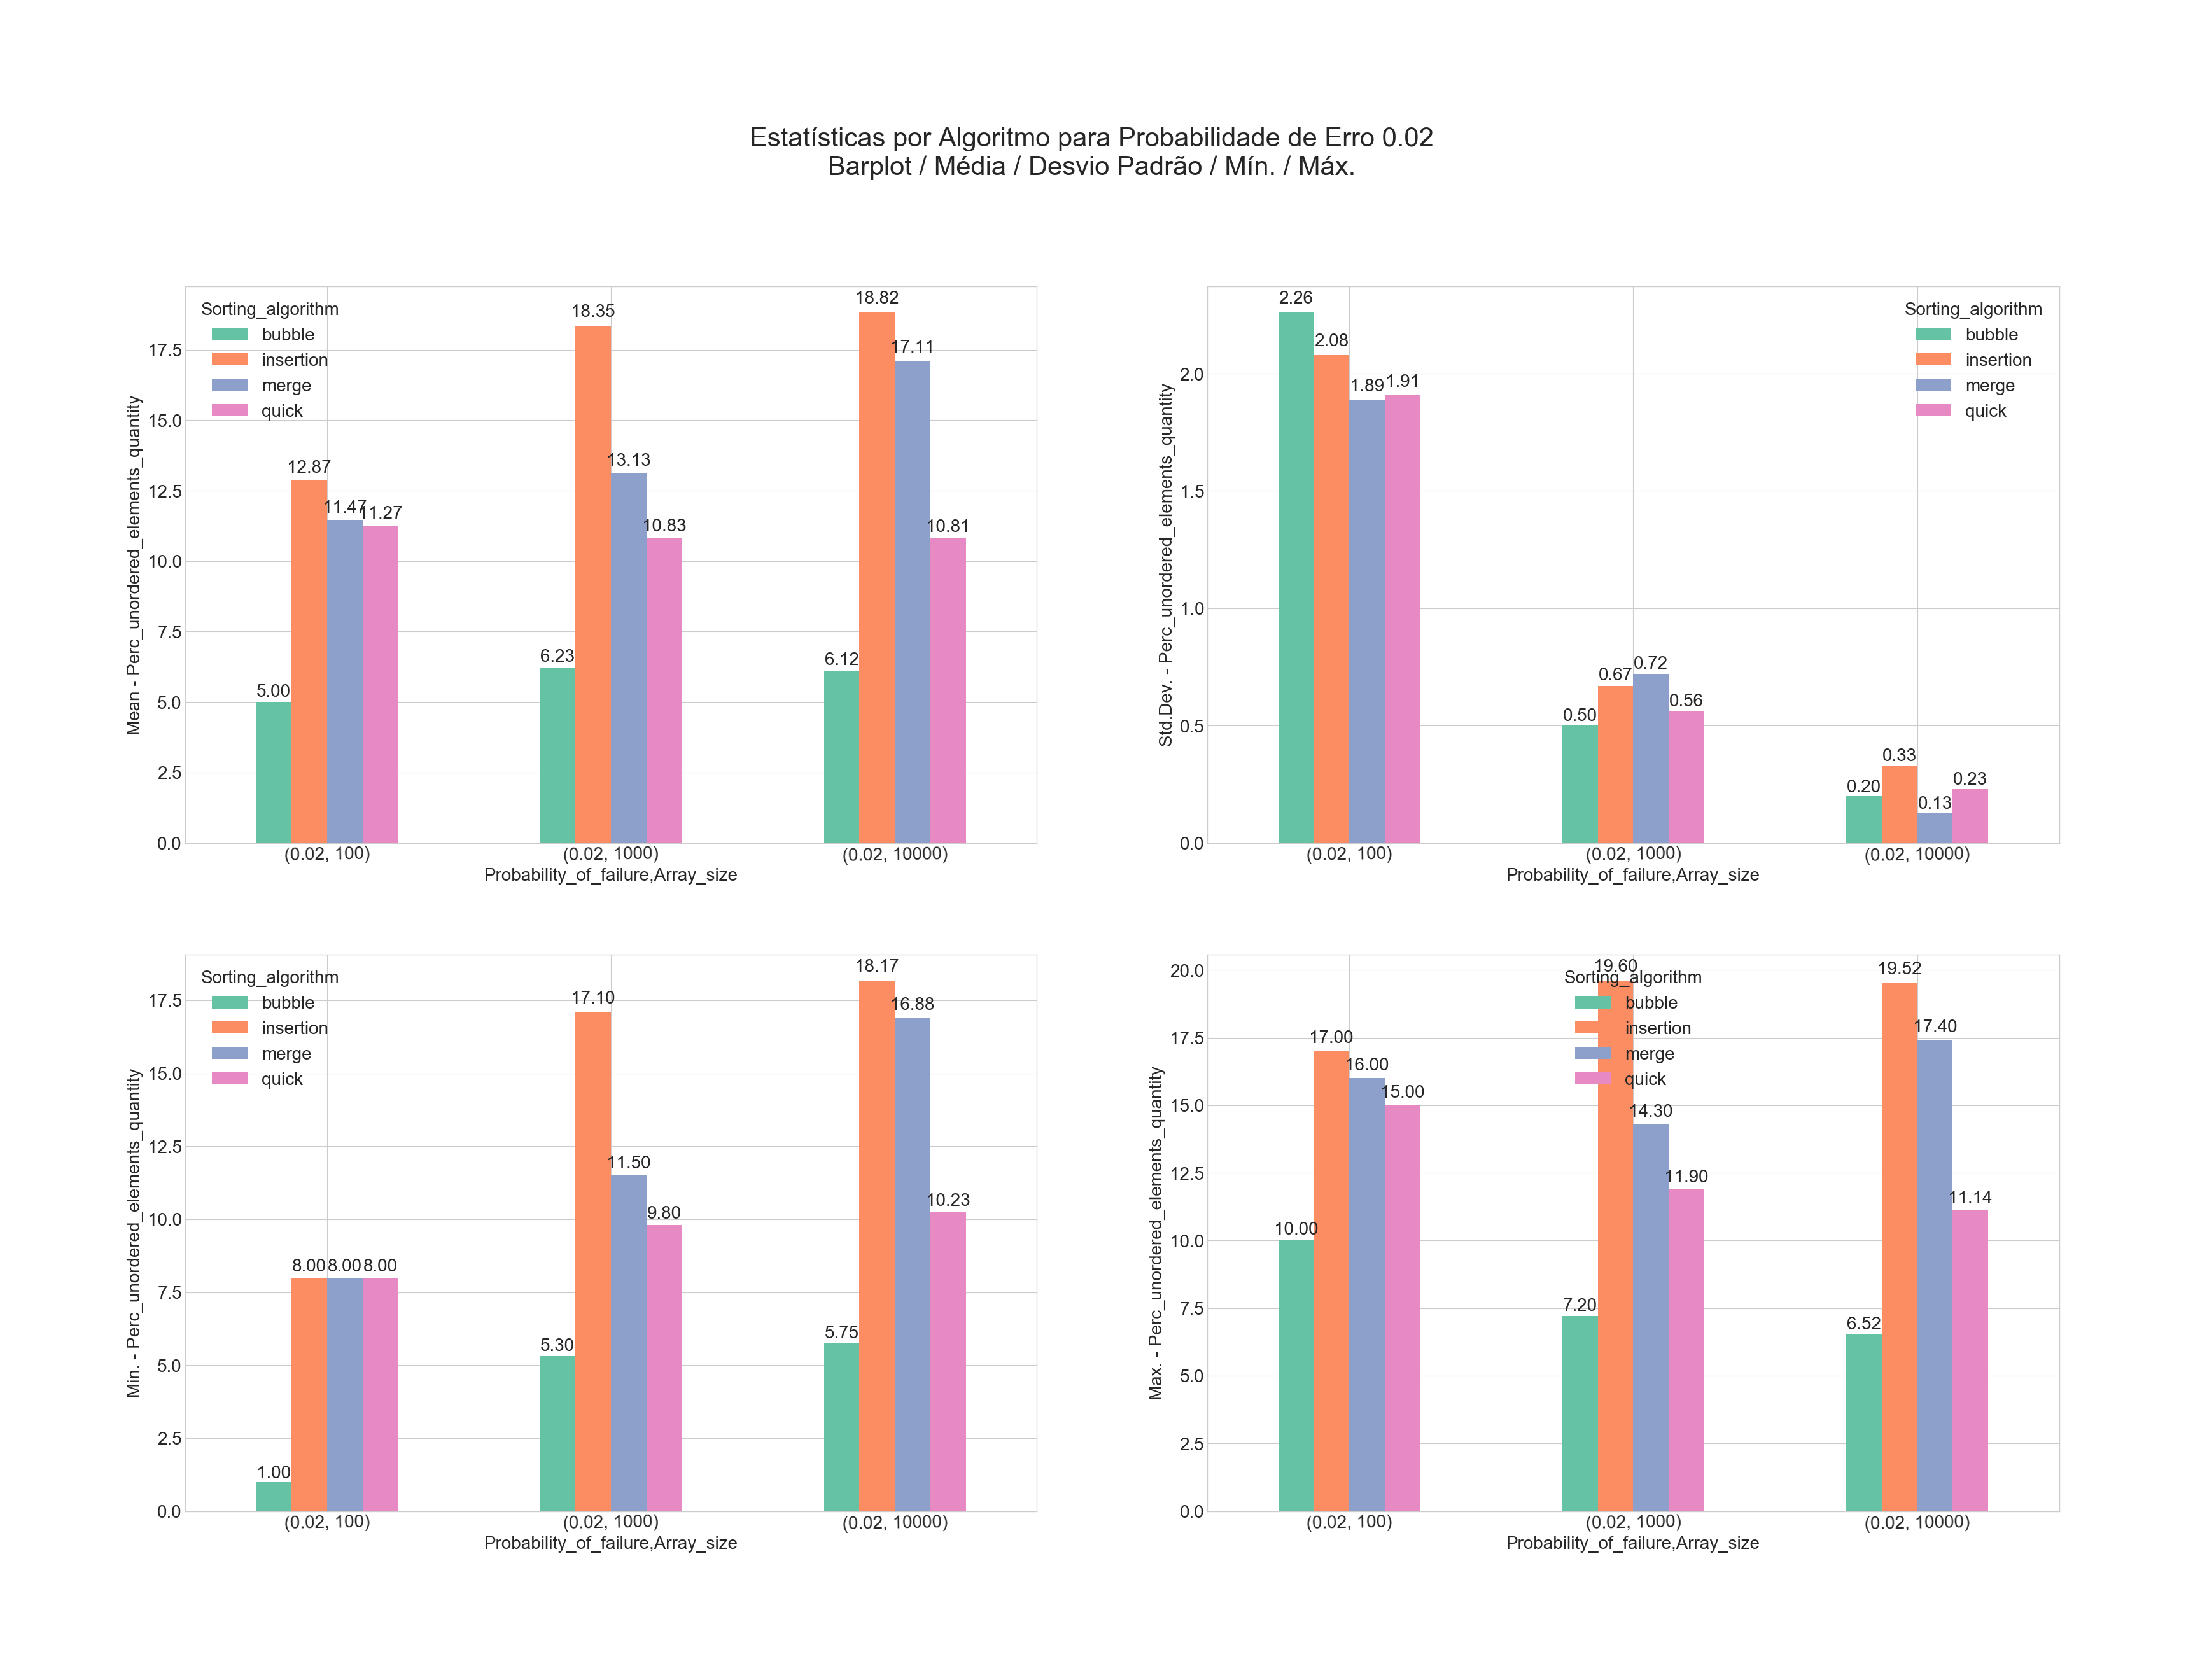 Estatísticas por Algoritmo para Probabilidade de Erro 0.02
Barplot / Média / Desvio Padrão / Mín. / Máx.
Mean - Perc_unordered_elements_quantity
17.5
15.0
12.5
10.0
7.5
5.0
2.5
0.0
Sorting_algorithm
bubble
insertion
merge
quick
5.00 12.87 11.47 11.27
6.23 18.35 13.13 10.83
6.12 18.82 17.11 10.81
(0.02, 100) (0.02, 1000) (0.02, 10000)
Probability_of_failure,Array_size
Std.Dev. - Perc_unordered_elements_quantity
2.0
1.5
1.0
0.5
0.0
Sorting_algorithm
bubble
insertion
merge
quick
2.26 2.08 1.89 1.91
0.50 0.67 0.72 0.56
0.20 0.33 0.13 0.23
(0.02, 100) (0.02, 1000) (0.02, 10000)
Probability_of_failure,Array_size
Min. - Perc_unordered_elements_quantity
17.5
15.0
12.5
10.0
7.5
5.0
2.5
0.0
Sorting_algorithm
bubble
insertion
merge
quick
1.00 8.00 8.00 8.00
5.30 17.10 11.50 9.80
5.75 18.17 16.88 10.23
(0.02, 100) (0.02, 1000) (0.02, 10000)
Probability_of_failure,Array_size
Max. - Perc_unordered_elements_quantity
20.0
17.5
15.0
12.5
10.0
7.5
5.0
2.5
0.0
Sorting_algorithm
bubble
insertion
merge
quick
10.00 17.00 16.00 15.00
7.20 19.60 14.30 11.90
6.52 19.52 17.40 11.14
(0.02, 100) (0.02, 1000) (0.02, 10000)
Probability_of_failure,Array_size